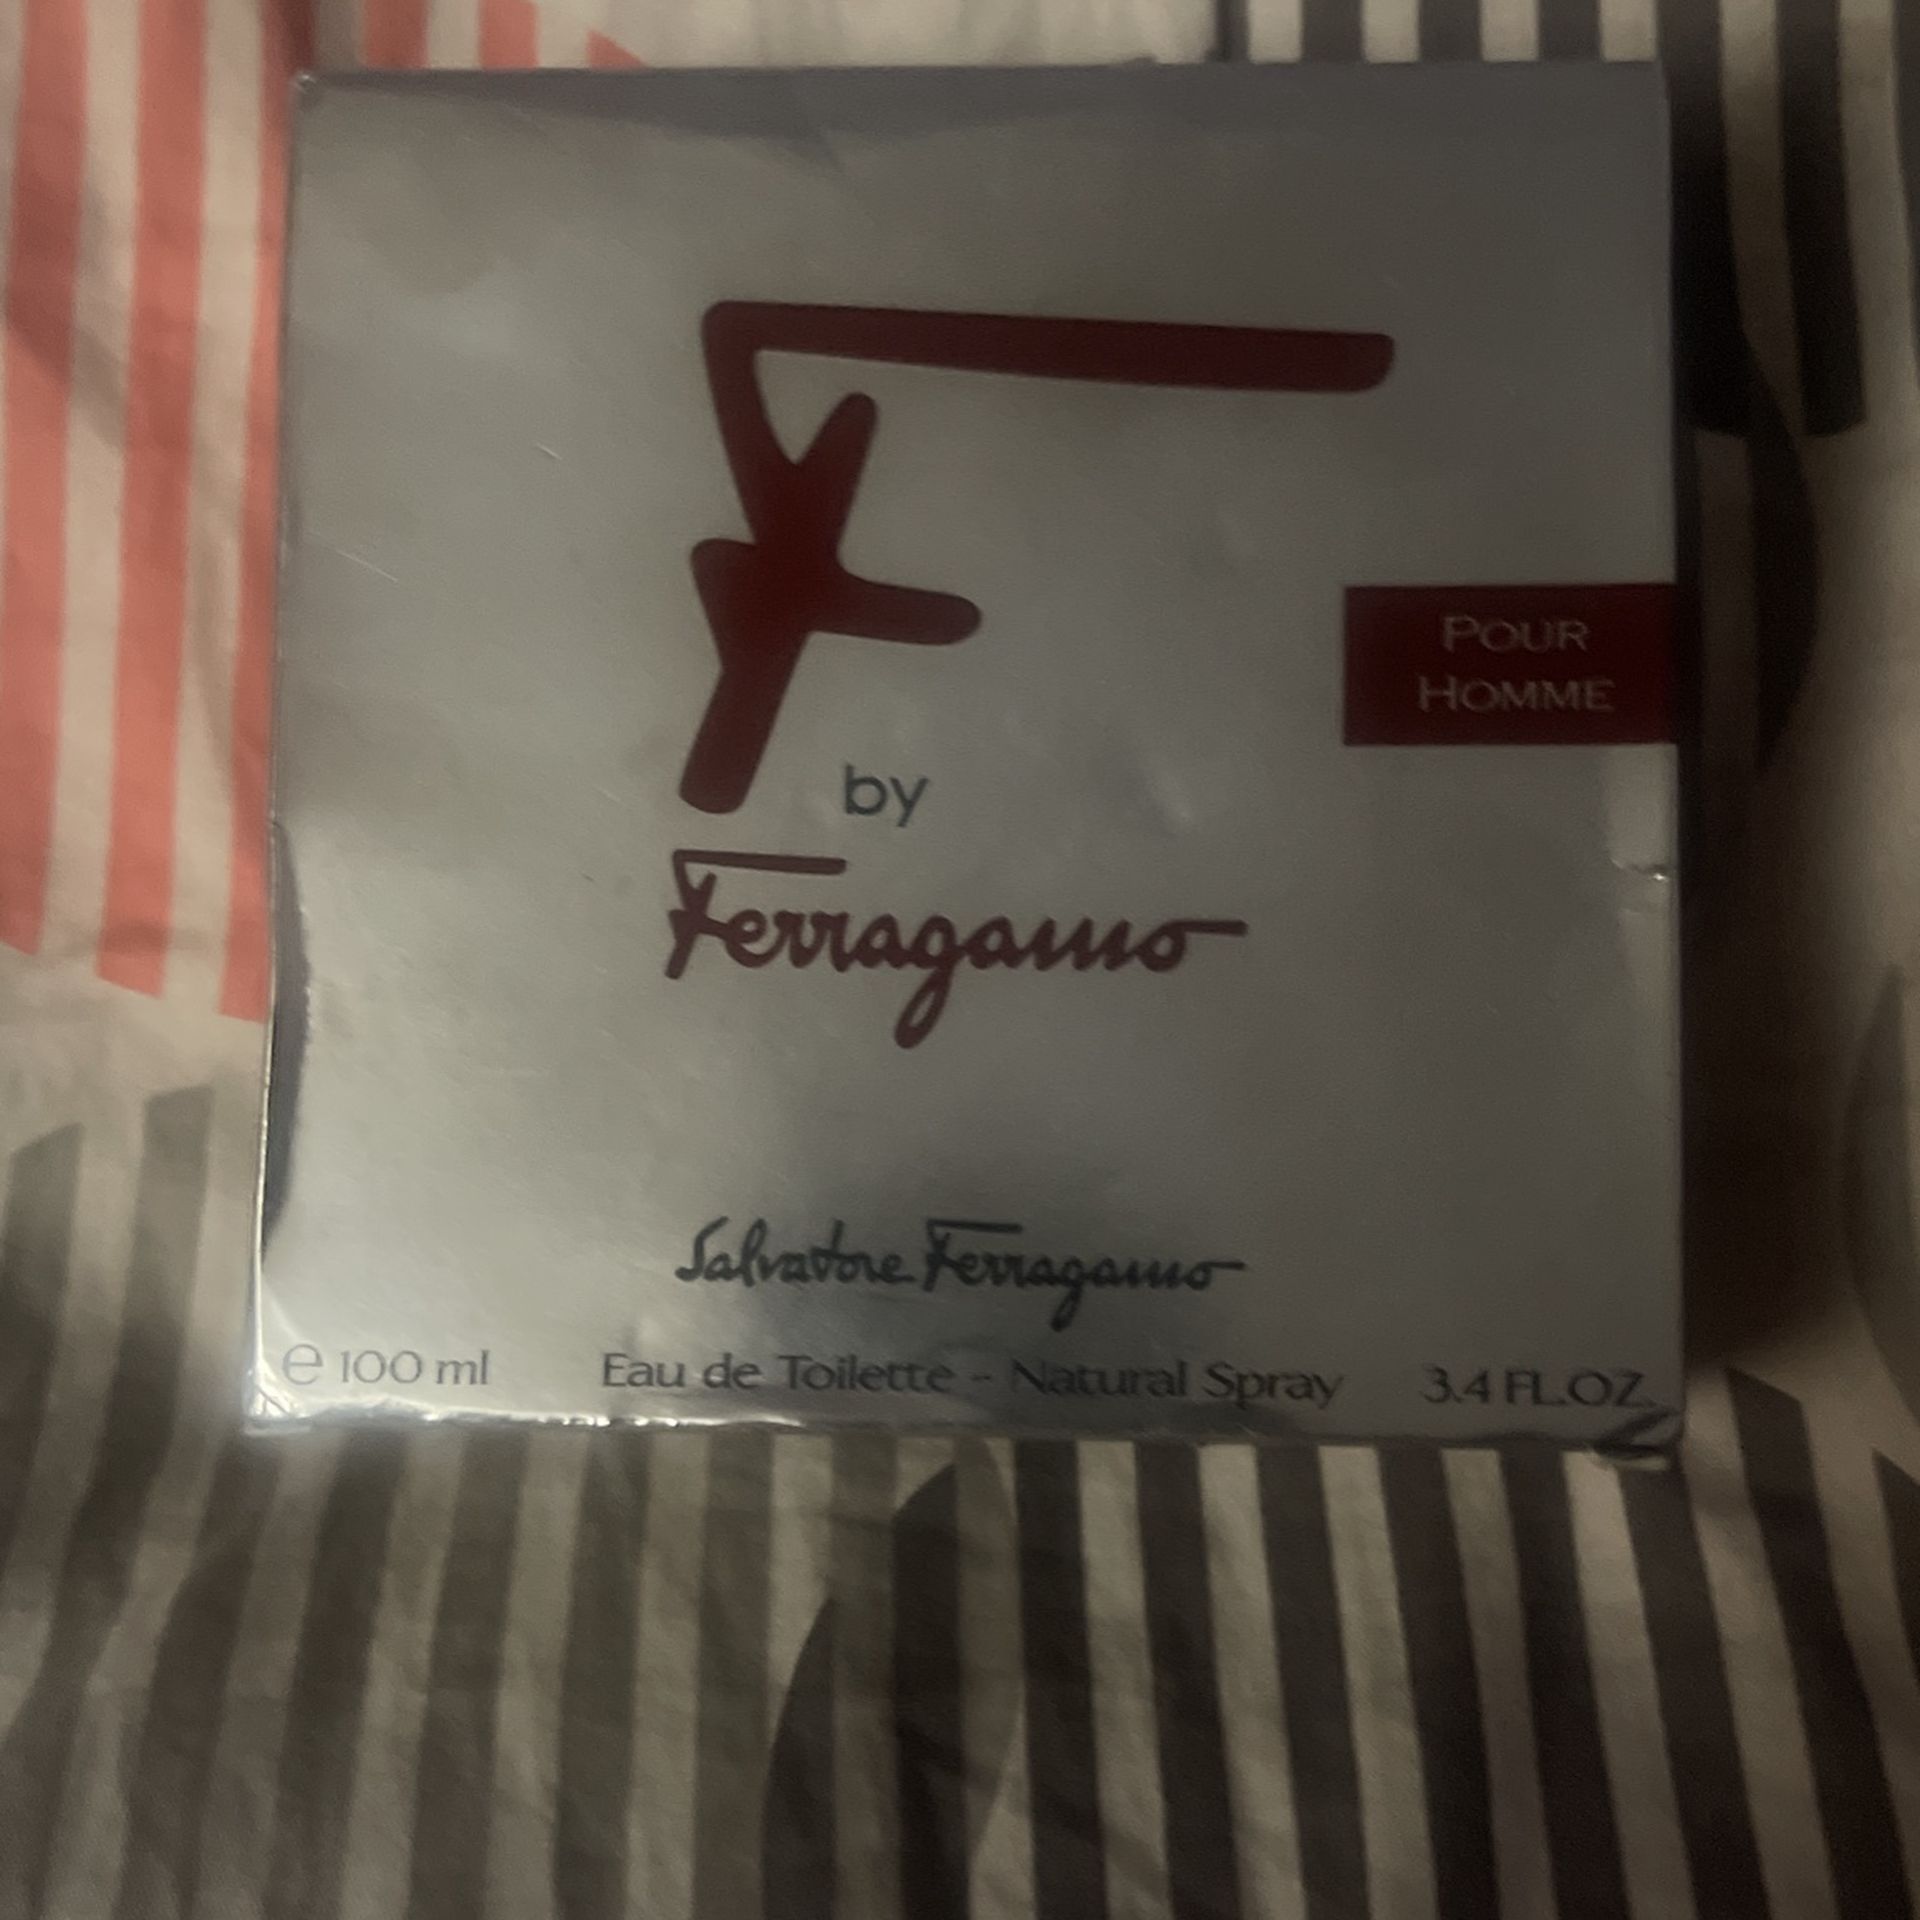 F
by
Ferragamo
POUR
HOMME
Salvatore Ferragamo
e 100 ml Eau de Toilette - Natural Spray 3.4 FL.OZ.